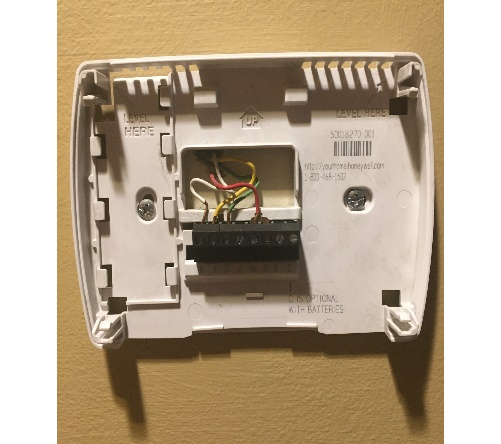 LEVEL
HERE
UP
LEVEL HERE
50018270-001
http://yourhome.honeywell.com
1-800-468-1502
C IS OPTIONAL
WITH BATTERIES